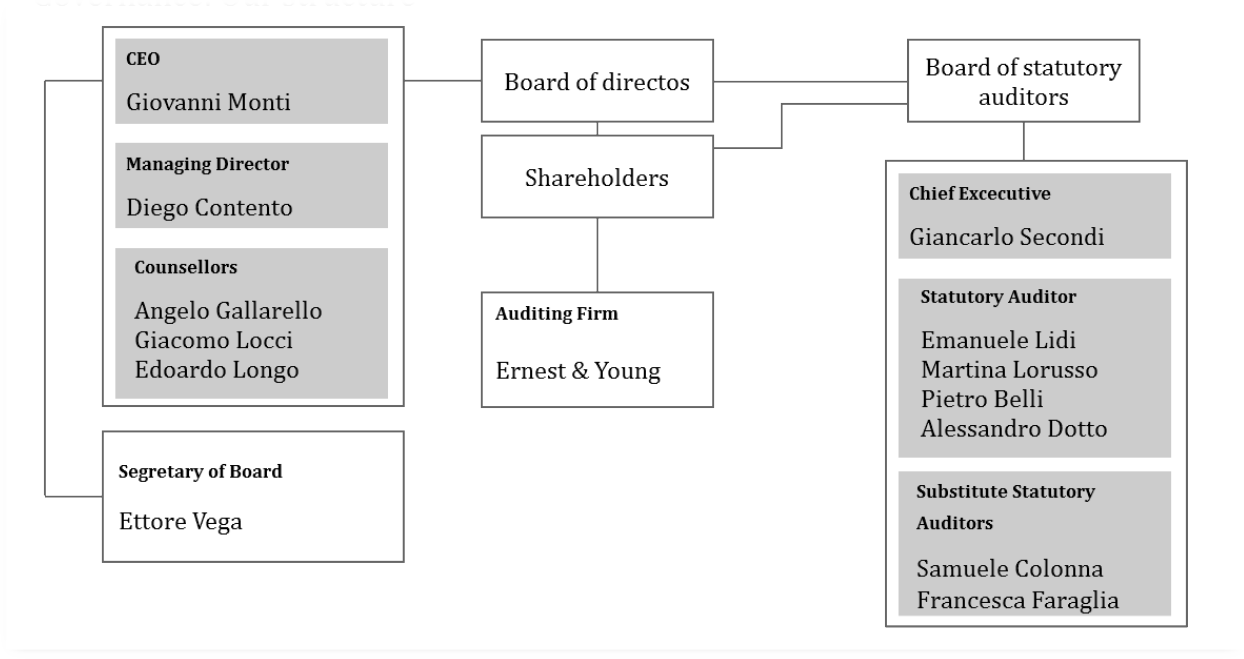 CEO
Giovanni Monti
Managing Director
Diego Contento
Counsellors
Angelo Gallarello
Giacomo Locci
Edoardo Longo
Segretary of Board
Ettore Vega
Board of directos
Shareholders
Auditing Firm
Ernest & Young
Board of statutory
auditors
Chief Excecutive
Giancarlo Secondi
Statutory Auditor
Emanuele Lidi
Martina Lorusso
Pietro Belli
Alessandro Dotto
Substitute Statutory
Auditors
Samuele Colonna
Francesca Faraglia